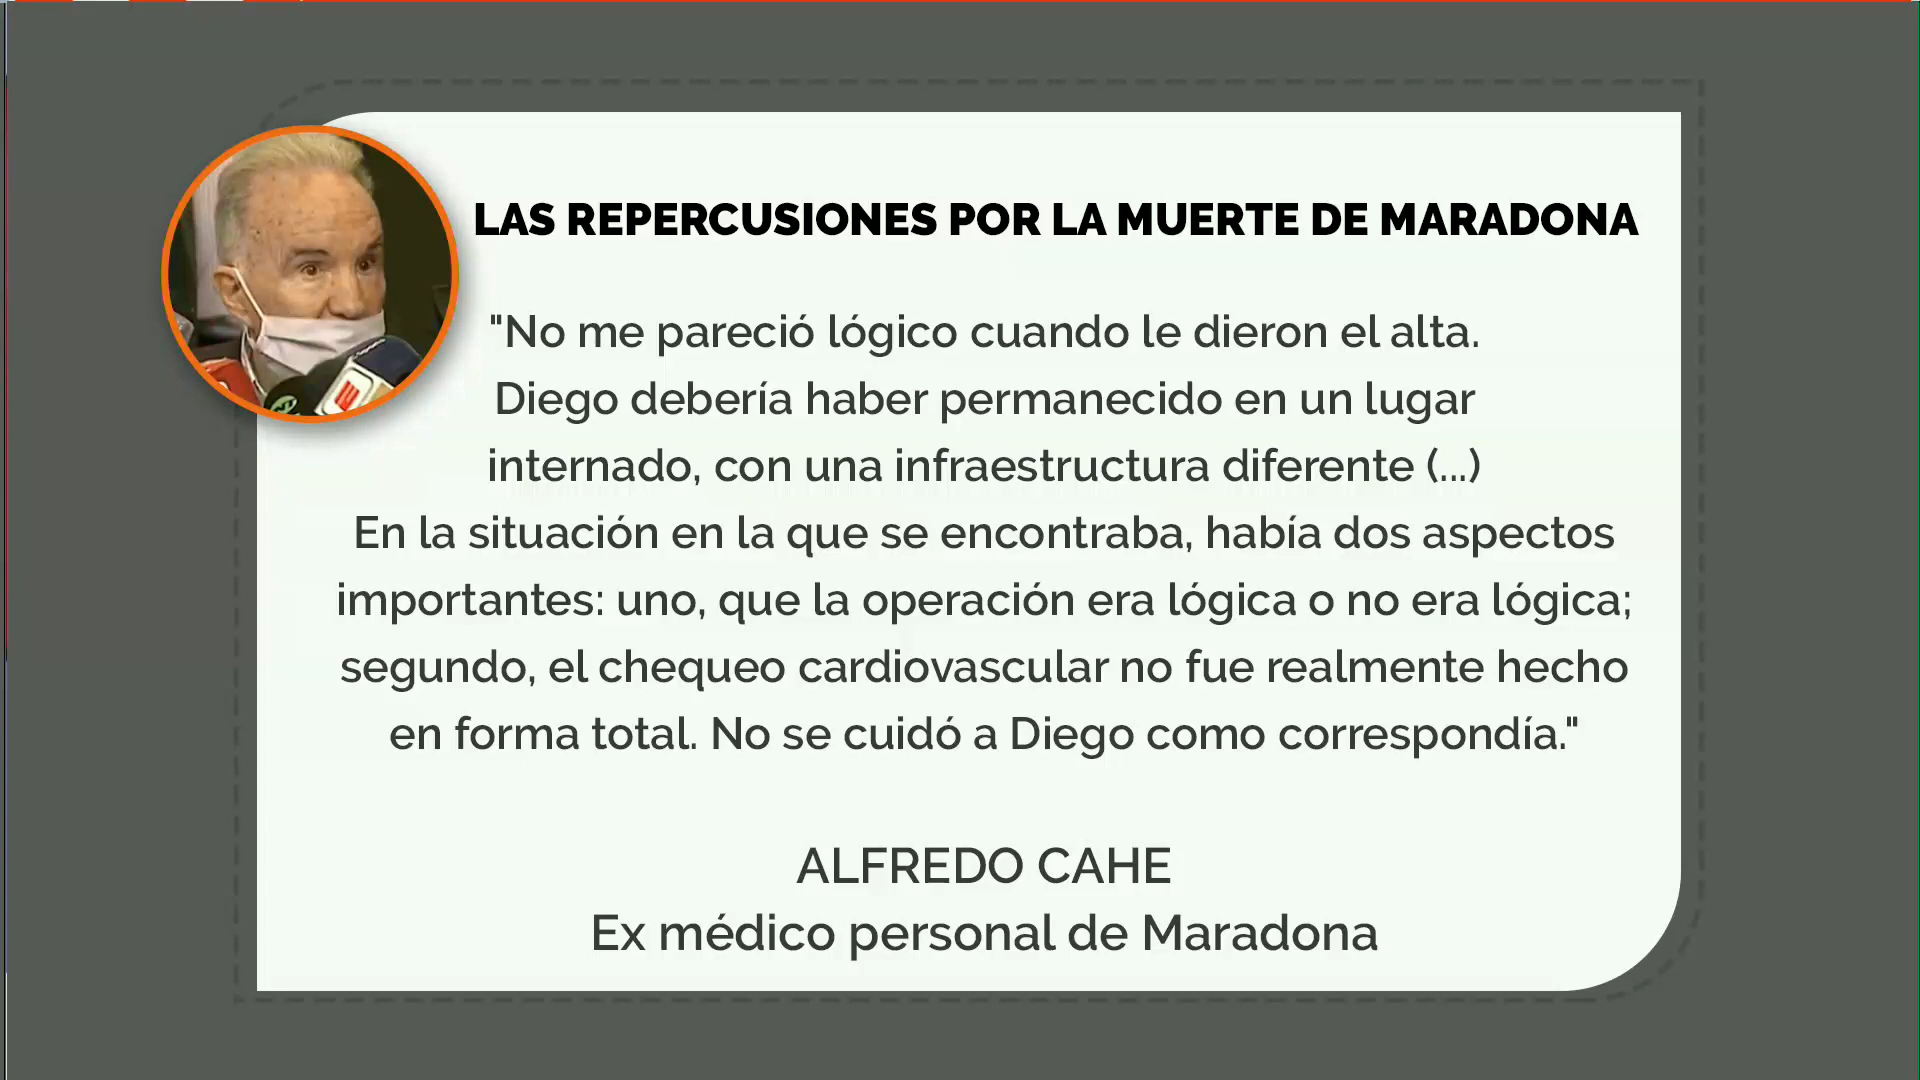 LAS REPERCUSIONES POR LA MUERTE DE MARADONA
"No me pareció lógico cuando le dieron el alta.
Diego debería haber permanecido en un lugar
internado, con una infraestructura diferente (...)
En la situación en la que se encontraba, había dos aspectos
importantes: uno, que la operación era lógica o no era lógica;
segundo, el chequeo cardiovascular no fue realmente hecho
en forma total. No se cuidó a Diego como correspondía."
ALFREDO CAHE
Ex médico personal de Maradona